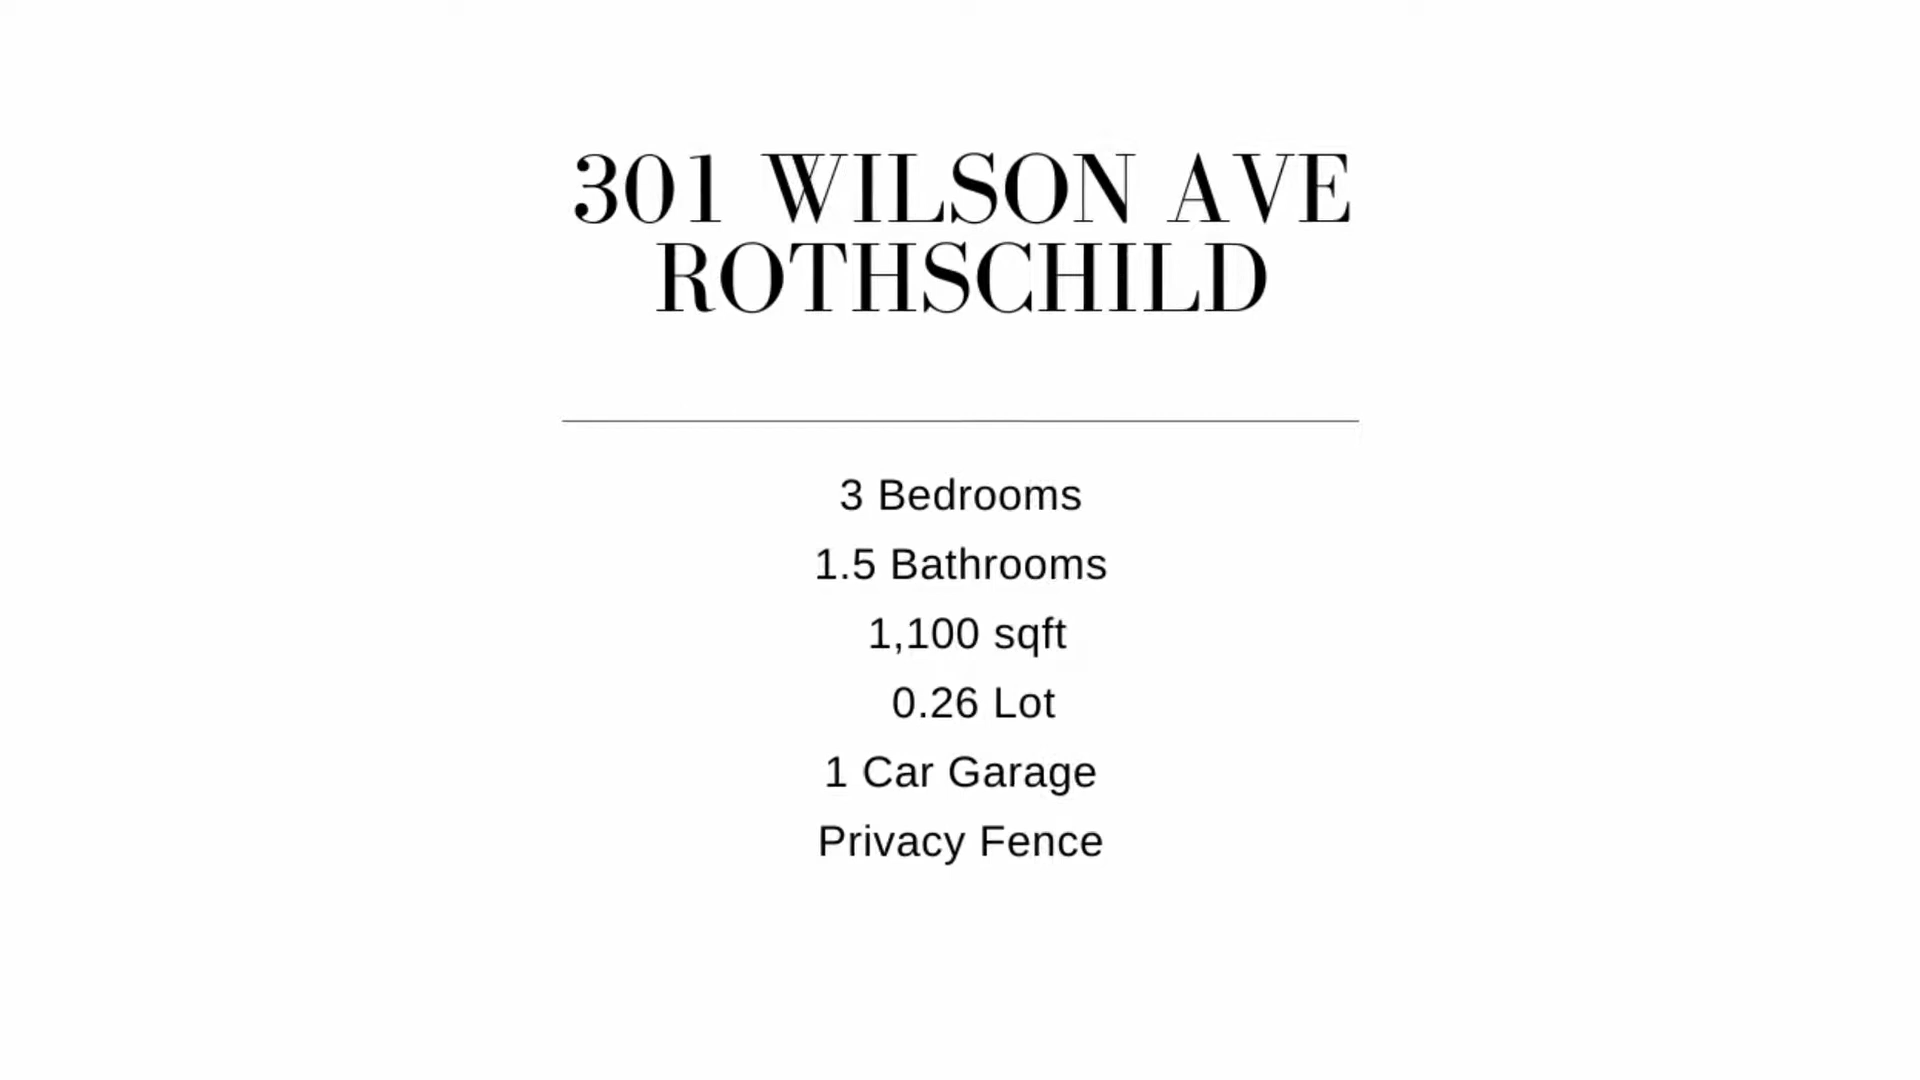 301 WILSON AVE
ROTHSCHILD
3 Bedrooms
1.5 Bathrooms
1,100 sqft
0.26 Lot
1 Car Garage
Privacy Fence